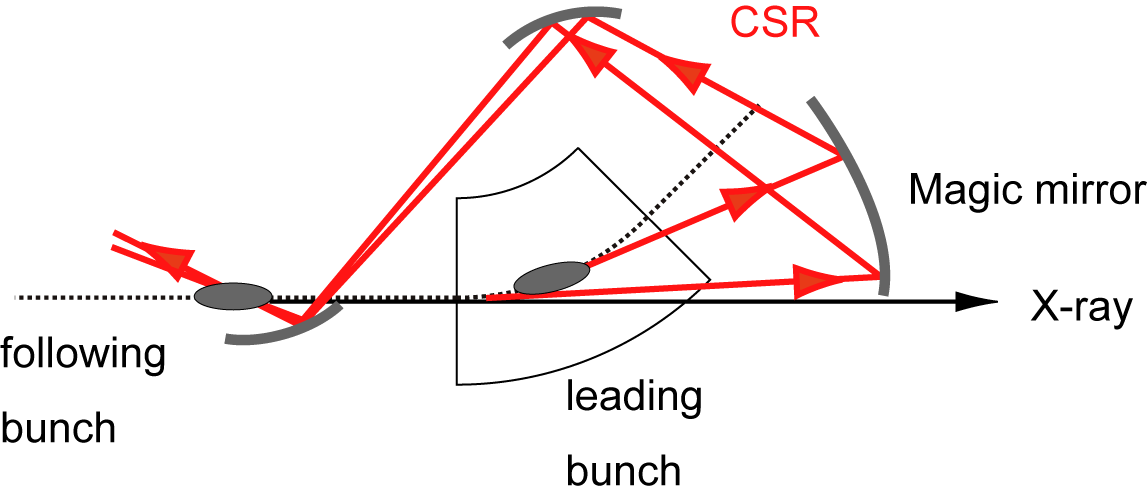 CSR
Magic mirror
X-ray
following
bunch
leading
bunch